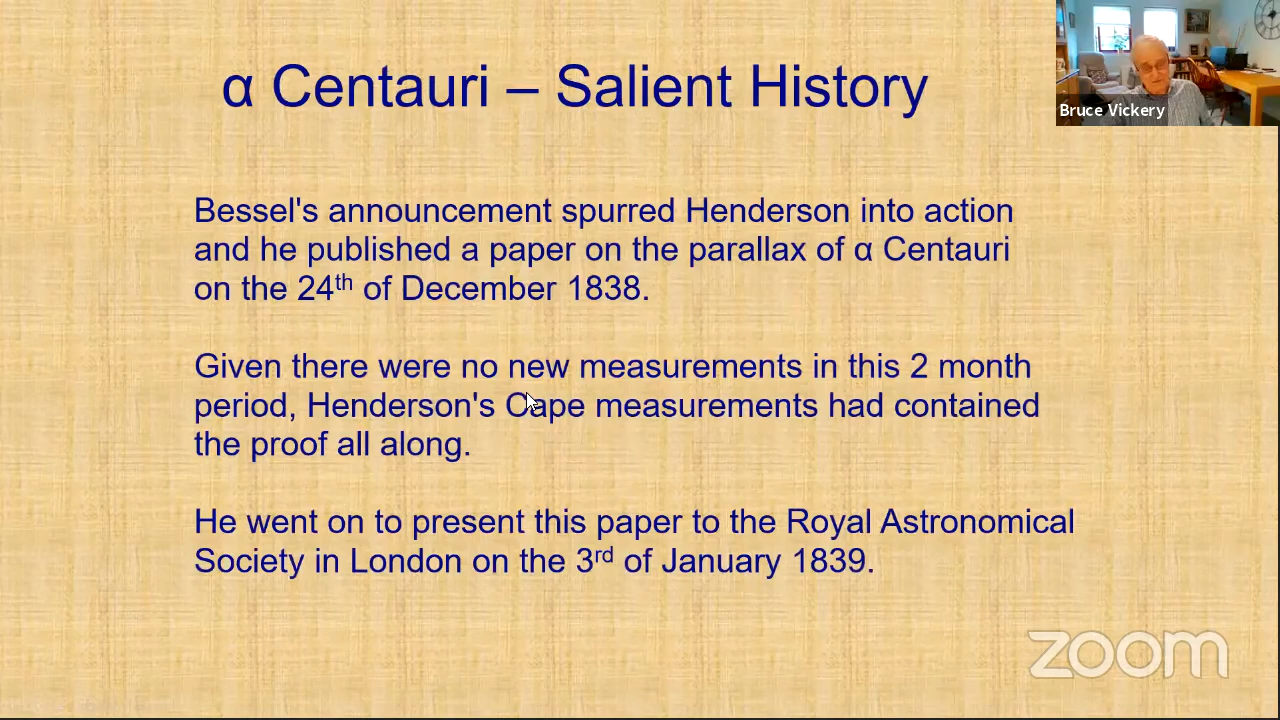 α Centauri – Salient History
Bruce Vickery
Bessel's announcement spurred Henderson into action
and he published a paper on the parallax of α Centauri
on the 24th of December 1838.
Given there were no new measurements in this 2 month
period, Henderson's Cape measurements had contained
the proof all along.
He went on to present this paper to the Royal Astronomical
Society in London on the 3rd of January 1839.
zoom